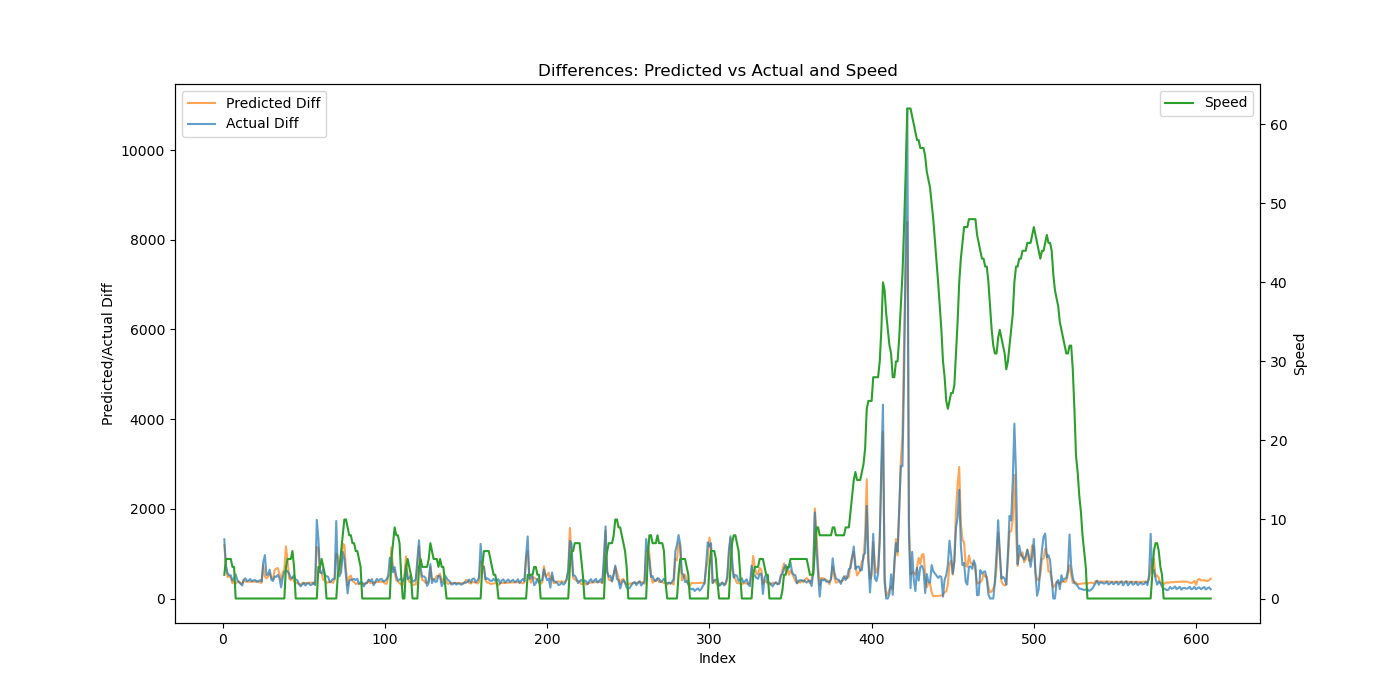 Differences: Predicted vs Actual and Speed
Predicted Diff
Actual Diff
Speed
Predicted/Actual Diff
10000
8000
6000
4000
2000
0
60
50
40
30
20
10
0
Speed
0 100 200 300 400 500 600
Index